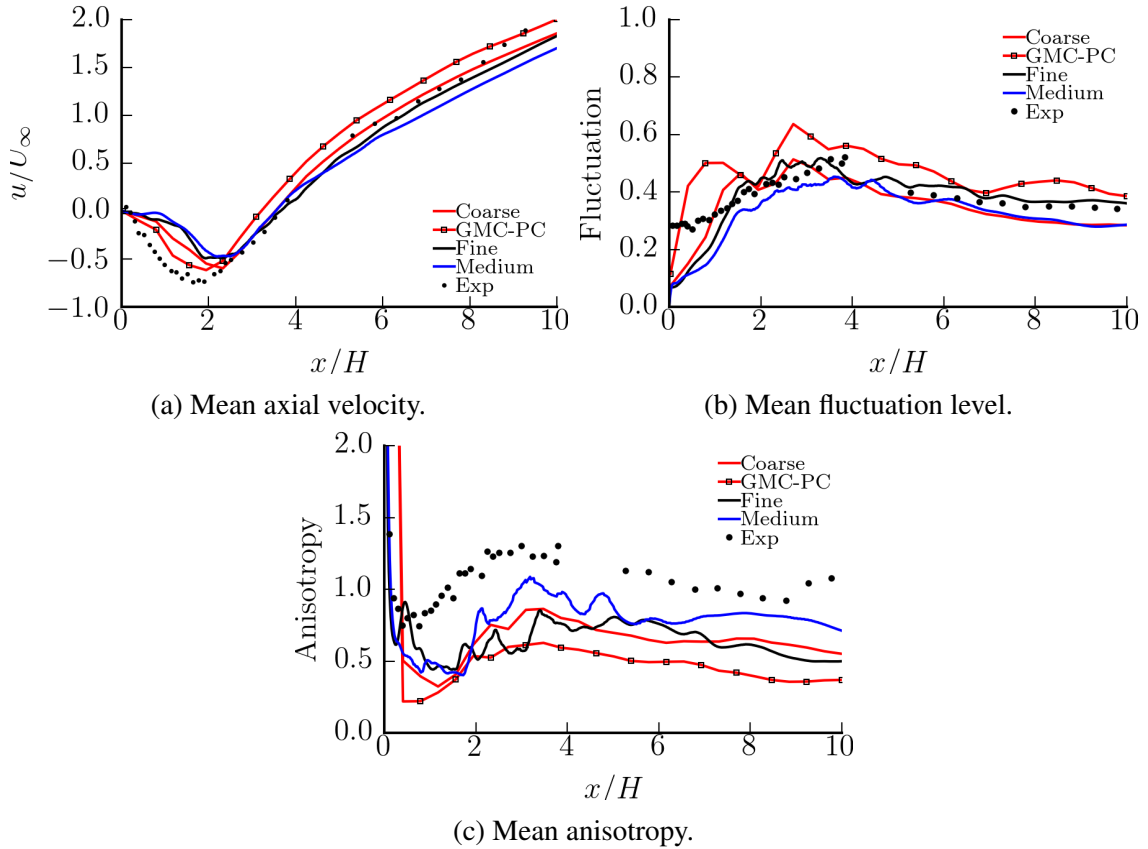 2.0
1.5
1.0
0.5
0.0
−0.5
−1.0
u/U∞
0 2 4 6 8 10
x/H
Coarse
GMC-PC
Fine
Medium
Exp
(a) Mean axial velocity.
1.0
0.8
0.6
0.4
0.2
0.0
Fluctuation
0 2 4 6 8 10
x/H
Coarse
GMC-PC
Fine
Medium
Exp
(b) Mean fluctuation level.
2.0
1.5
1.0
0.5
0.0
Anisotropy
0 2 4 6 8 10
x/H
Coarse
GMC-PC
Fine
Medium
Exp
(c) Mean anisotropy.